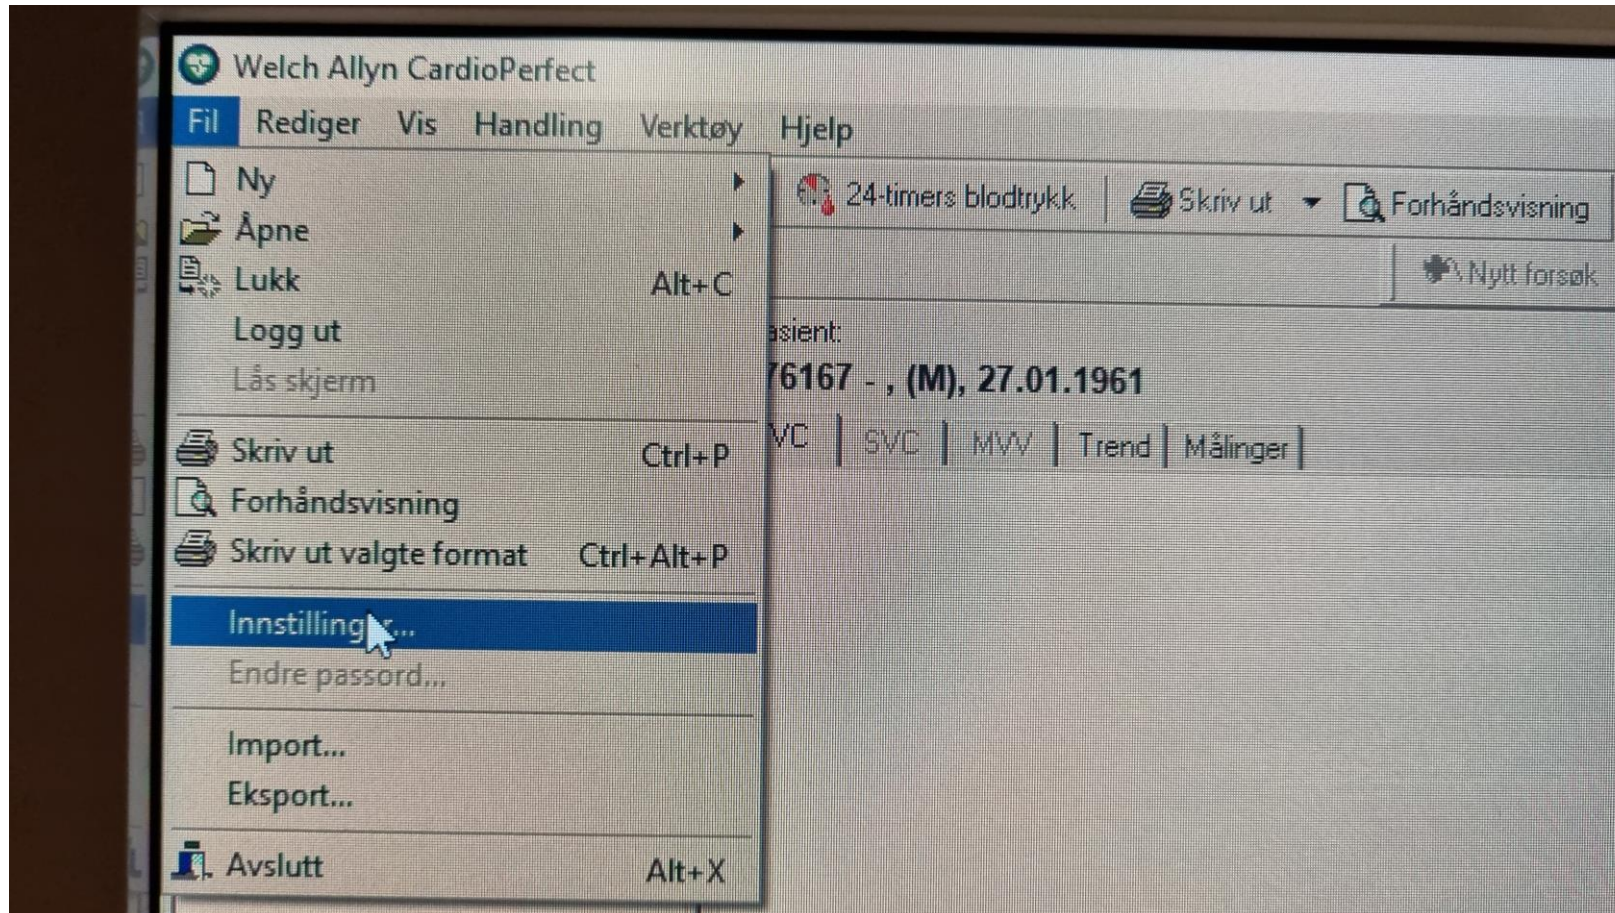 Welch Allyn CardioPerfect
Fil Rediger Vis Handling Verktøy Hjelp
Ny
Åpne
Lukk Alt+C
Logg ut
Lås skjerm
Skriv ut Ctrl+P
Forhåndsvisning
Skriv ut valgte format Ctrl+Alt+P
Innstillinger...
Endre passord...
Import...
Eksport...
Avslutt Alt+X
24-timers blodtrykk Skriv ut Forhåndsvisning
Nytt forsøk
asient:
76167 - , (M), 27.01.1961
VC SVC MVV Trend Målinger